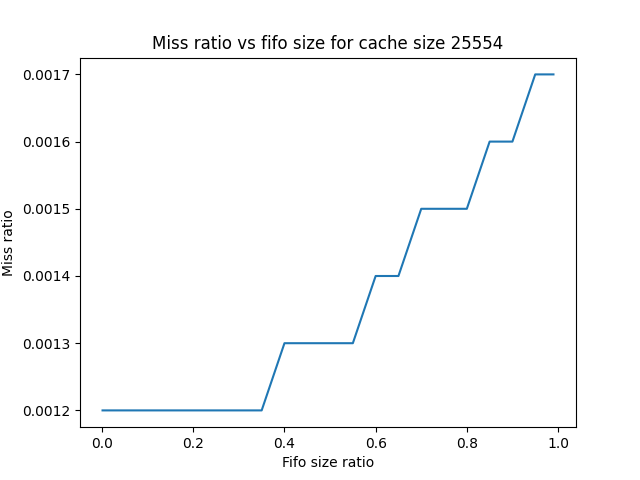 Miss ratio vs fifo size for cache size 25554
0.0017
0.0016
0.0015
0.0014
0.0013
0.0012
Miss ratio
0.0 0.2 0.4 0.6 0.8 1.0
Fifo size ratio